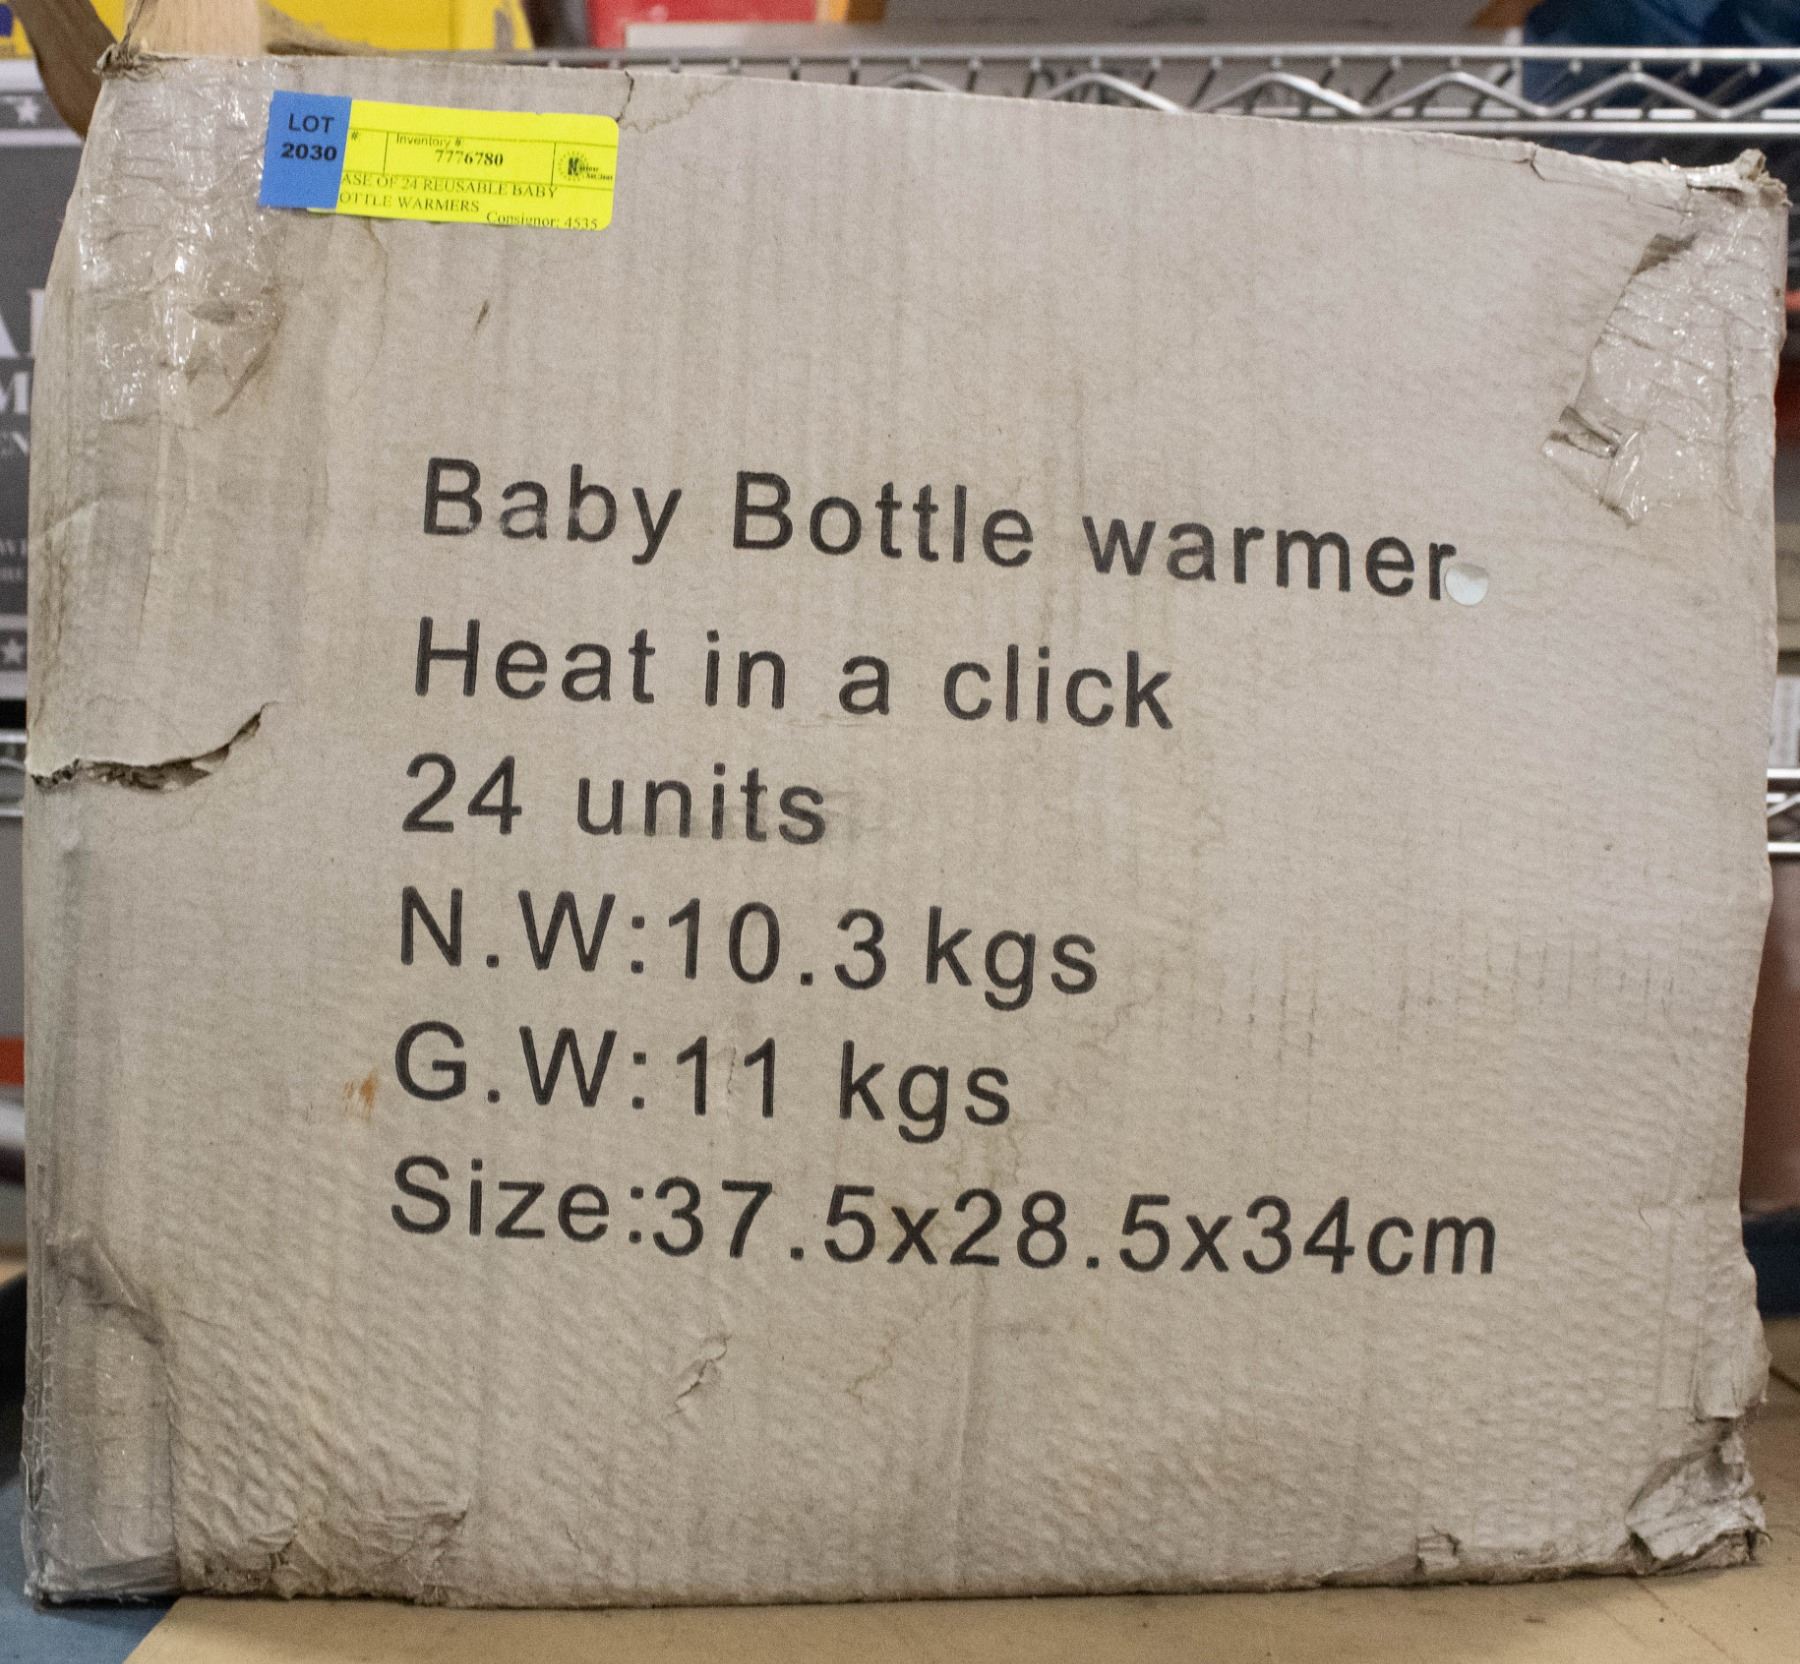 LOT
2030
#:
Inventory #:
7776780
ASE OF 24 REUSABLE BABY
OTTLE WARMERS
Consignor: 4535
Baby Bottle warmer
Heat in a click
24 units
N.W:10.3 kgs
G.W:11 kgs
Size:37.5x28.5x34cm